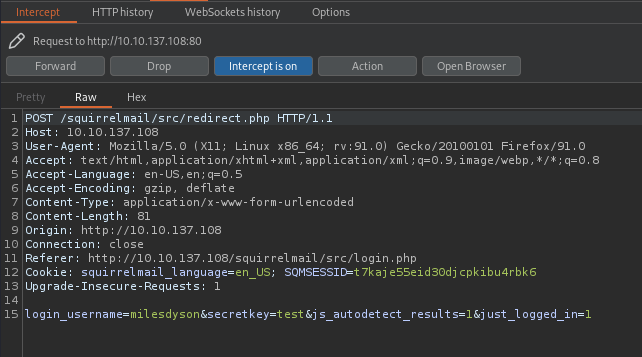 Intercept HTTP history WebSockets history Options
Request to http://10.10.137.108:80
Forward Drop Intercept is on Action Open Browser
Pretty Raw Hex
1 POST /squirrelmail/src/redirect.php HTTP/1.1
2 Host: 10.10.137.108
3 User-Agent: Mozilla/5.0 (X11; Linux x86_64; rv:91.0) Gecko/20100101 Firefox/91.0
4 Accept: text/html,application/xhtml+xml,application/xml;q=0.9,image/webp,*/*;q=0.8
5 Accept-Language: en-US,en;q=0.5
6 Accept-Encoding: gzip, deflate
7 Content-Type: application/x-www-form-urlencoded
8 Content-Length: 81
9 Origin: http://10.10.137.108
10 Connection: close
11 Referer: http://10.10.137.108/squirrelmail/src/login.php
12 Cookie: squirrelmail_language=en_US; SQMSESSID=t7kaje55eid30djcpkibu4rbk6
13 Upgrade-Insecure-Requests: 1
14
15 login_username=milesdyson&secretkey=test&js_autodetect_results=1&just_logged_in=1